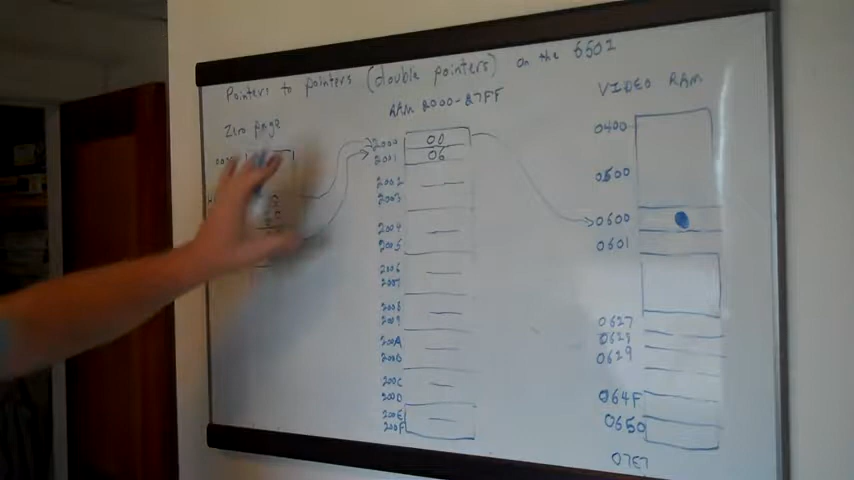 Pointers to pointers (double pointers) on the 6502
Zero Page
RAM 2000-27FF
VIDEO RAM
2000
00
2001
06
2002
2003
2004
2005
2006
2007
2008
2009
200A
200B
200C
200D
200E
200F
0400
0500
0600
0601
0627
0628
0629
064F
0650
07E7